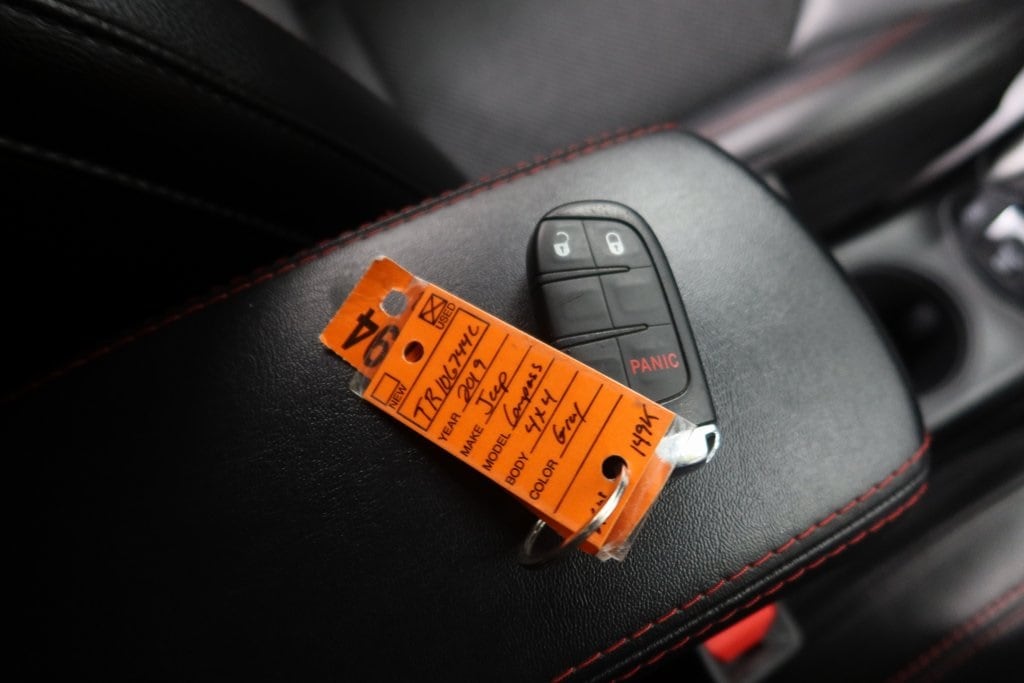 94
USED
NEW
TR106744C
YEAR 2019
MAKE Jeep
MODEL Compass
BODY 4x4
COLOR Gray
149K
PANIC